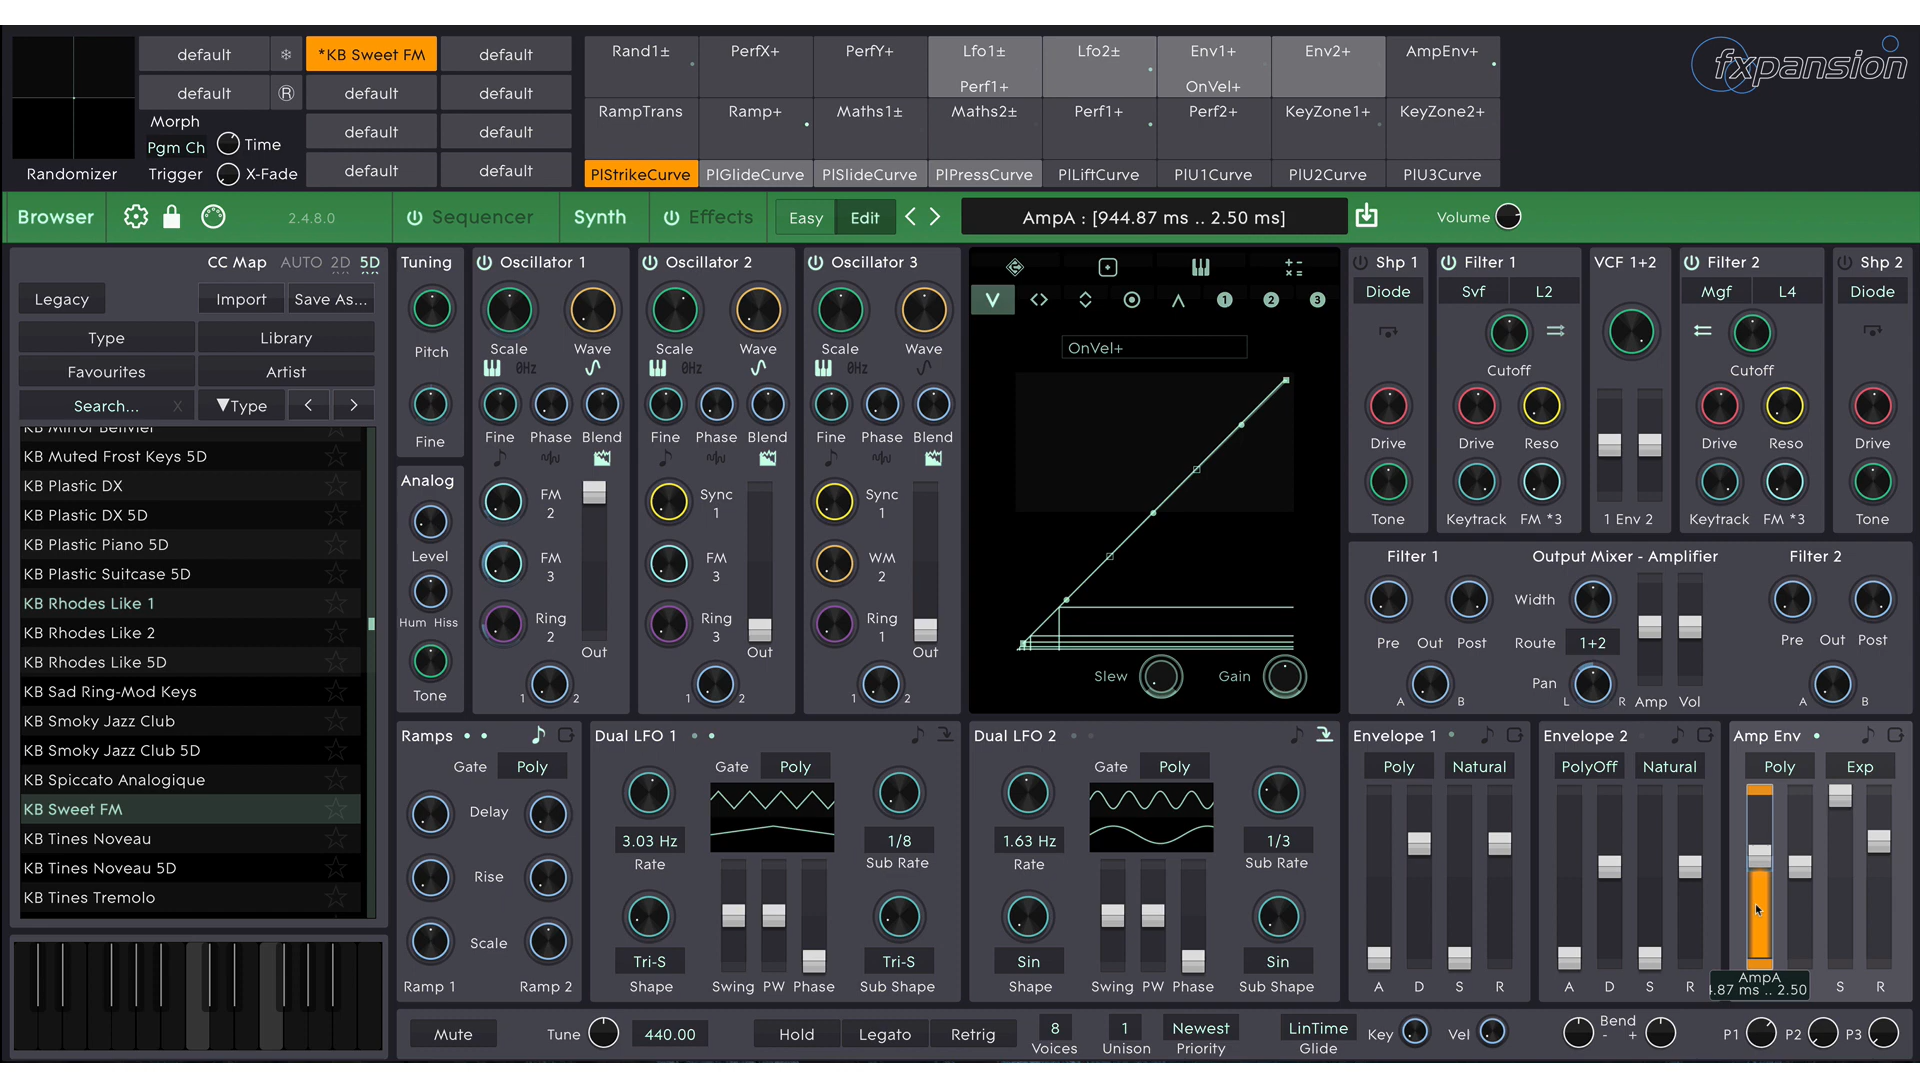 default *KB Sweet FM default
default Ⓡ default default
Morph default default
Pgm Ch Time
Randomizer Trigger X-Fade default default
Rand1± PerfX+ PerfY+ Lfo1± Lfo2± Env1+ Env2+ AmpEnv+
Perf1+ OnVel+
RampTrans Ramp+ Maths1± Maths2± Perf1+ Perf2+ KeyZone1+ KeyZone2+
PlStrikeCurve PlGlideCurve PlSlideCurve PlPressCurve PlLiftCurve PlU1Curve PlU2Curve PlU3Curve
fxpansion
Browser 2.4.8.0 Sequencer Synth Effects Easy Edit AmpA : [944.87 ms .. 2.50 ms] Volume
CC Map AUTO 2D 5D
Legacy Import Save As...
Type Library
Favourites Artist
Search... X ▼Type < >
KB Mirror Bellvier
KB Muted Frost Keys 5D
KB Plastic DX
KB Plastic DX 5D
KB Plastic Piano 5D
KB Plastic Suitcase 5D
KB Rhodes Like 1
KB Rhodes Like 2
KB Rhodes Like 5D
KB Sad Ring-Mod Keys
KB Smoky Jazz Club
KB Smoky Jazz Club 5D
KB Spiccato Analogique
KB Sweet FM
KB Tines Noveau
KB Tines Noveau 5D
KB Tines Tremolo
Tuning
Pitch
Fine
Analog
Level
Hum Hiss
Tone
Oscillator 1
Scale Wave
0Hz
Fine Phase Blend
FM 2
FM 3
Ring 2
Out
1 2
Oscillator 2
Scale Wave
0Hz
Fine Phase Blend
Sync 1
FM 3
Ring 3
Out
1 2
Oscillator 3
Scale Wave
0Hz
Fine Phase Blend
Sync 1
WM 2
Ring 1
Out
1 2
1 2 3
OnVel+
Slew Gain
Shp 1
Diode
Drive
Tone
Filter 1
Svf L2
Cutoff
Drive Reso
Keytrack FM *3
VCF 1+2
1 Env 2
Filter 2
Mgf L4
Cutoff
Drive Reso
Keytrack FM *3
Shp 2
Diode
Drive
Tone
Filter 1 Output Mixer - Amplifier Filter 2
Pre Out Post Width Pre Out Post
Route 1+2
A B Pan L R Amp Vol A B
Ramps
Gate Poly
Delay
Rise
Scale
Ramp 1 Ramp 2
Dual LFO 1
Gate Poly
3.03 Hz 1/8
Rate Sub Rate
Tri-S Tri-S
Shape Swing PW Phase Sub Shape
Dual LFO 2
Gate Poly
1.63 Hz 1/3
Rate Sub Rate
Sin Sin
Shape Swing PW Phase Sub Shape
Envelope 1
Poly Natural
A D S R
Envelope 2
PolyOff Natural
A D S R
Amp Env
Poly Exp
AmpA
.87 ms .. 2.50
S R
Mute Tune 440.00 Hold Legato Retrig 8 1 Newest LinTime Key Vel Bend - + P1 P2 P3
Voices Unison Priority Glide